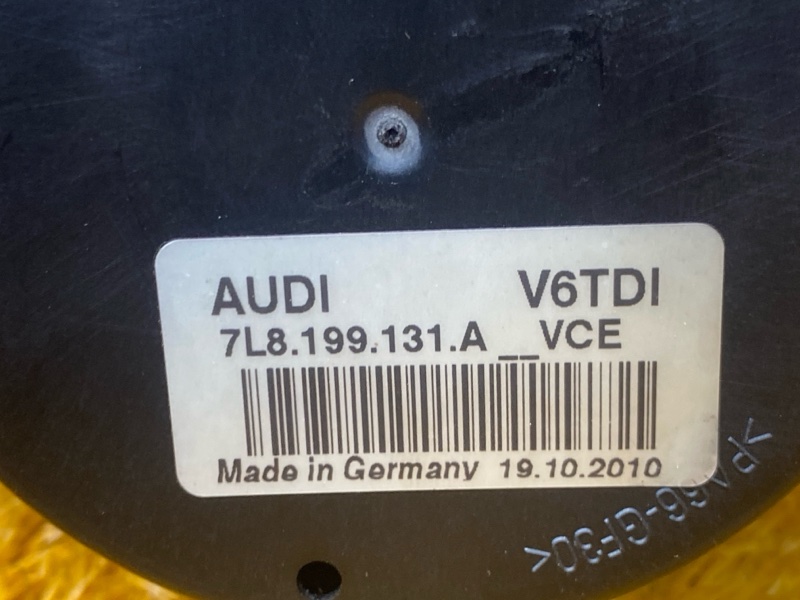 AUDI V6TDI
7L8.199.131.A __VCE
Made in Germany 19.10.2010
>PA66-GF30<